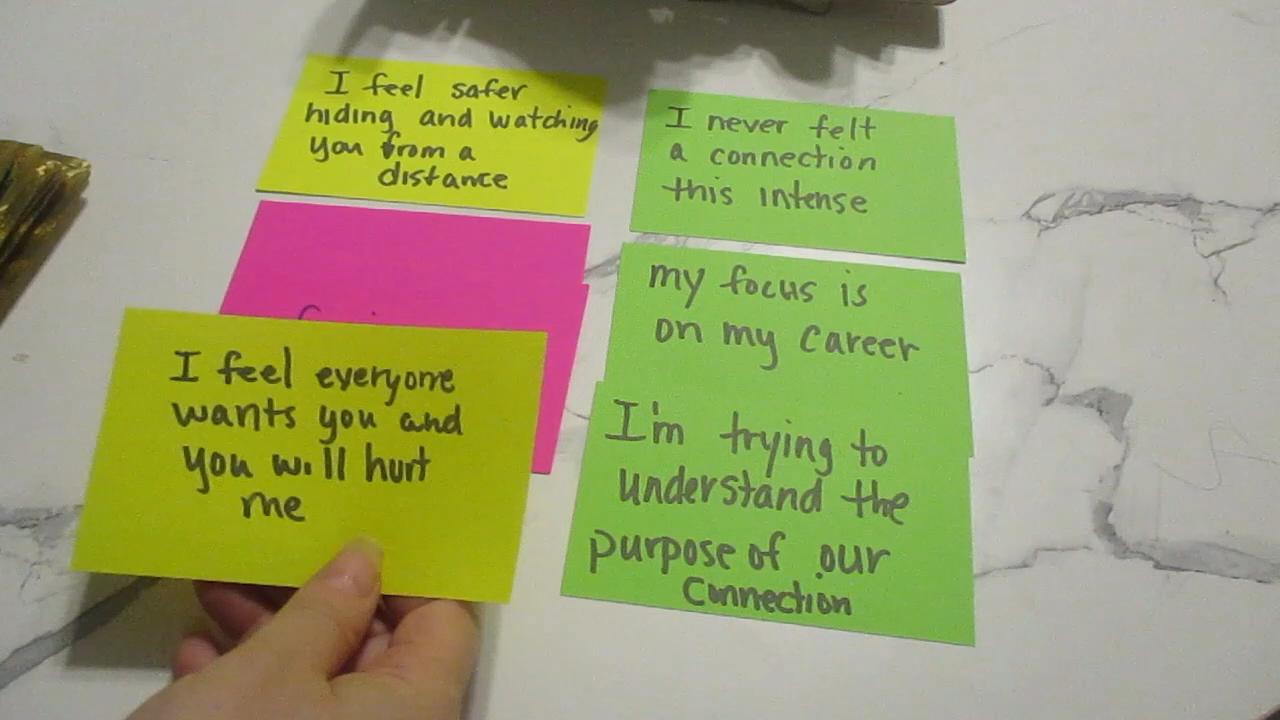 I feel safer
hiding and watching
you from a
distance
I feel everyone
wants you and
you will hurt
me
I never felt
a connection
this intense
my focus is
on my career
I'm trying to
understand the
purpose of our
Connection